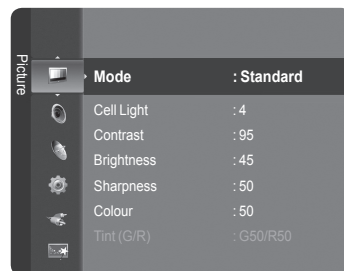 Picture
Mode : Standard
Cell Light : 4
Contrast : 95
Brightness : 45
Sharpness : 50
Colour : 50
Tint (G/R) : G50/R50